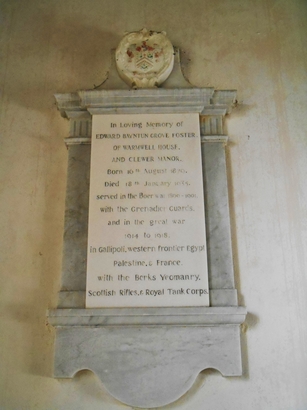 In Loving Memory of
EDWARD BAYNTUN GROVE FOSTER
OF WARDWELL HOUSE,
AND CLEWER MANOR.
Born 10th August
Died 18th January
served in the Boer war
with the Grenadier Guards,
and in the great war
1914 to 1918,
in Gallipoli, western frontier Egypt
Palestine, & France
with the Berks Yeomanry,
Scottish Rifles, & Royal Tank Corps.